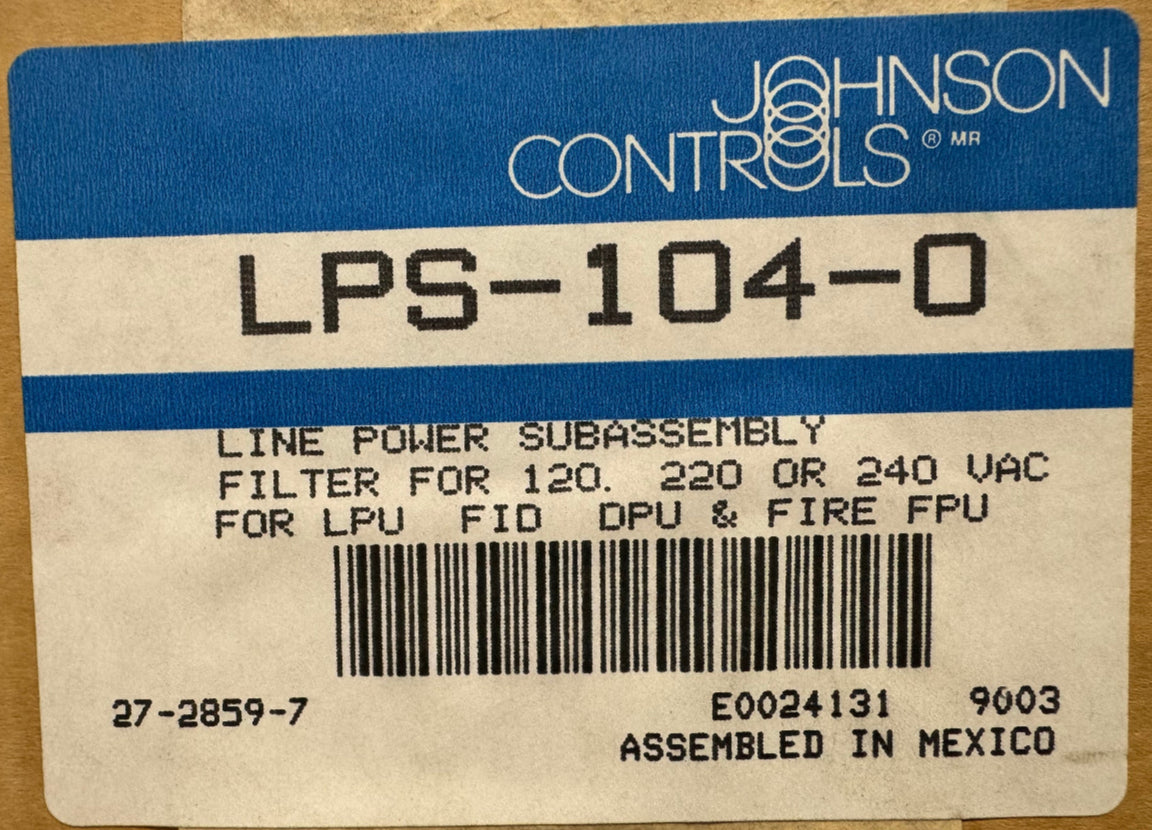 JOHNSON
CONTROLS ® MR
LPS-104-0
LINE POWER SUBASSEMBLY
FILTER FOR 120. 220 OR 240 VAC
FOR LPU FID DPU & FIRE FPU
27-2859-7 E0024131 9003
ASSEMBLED IN MEXICO